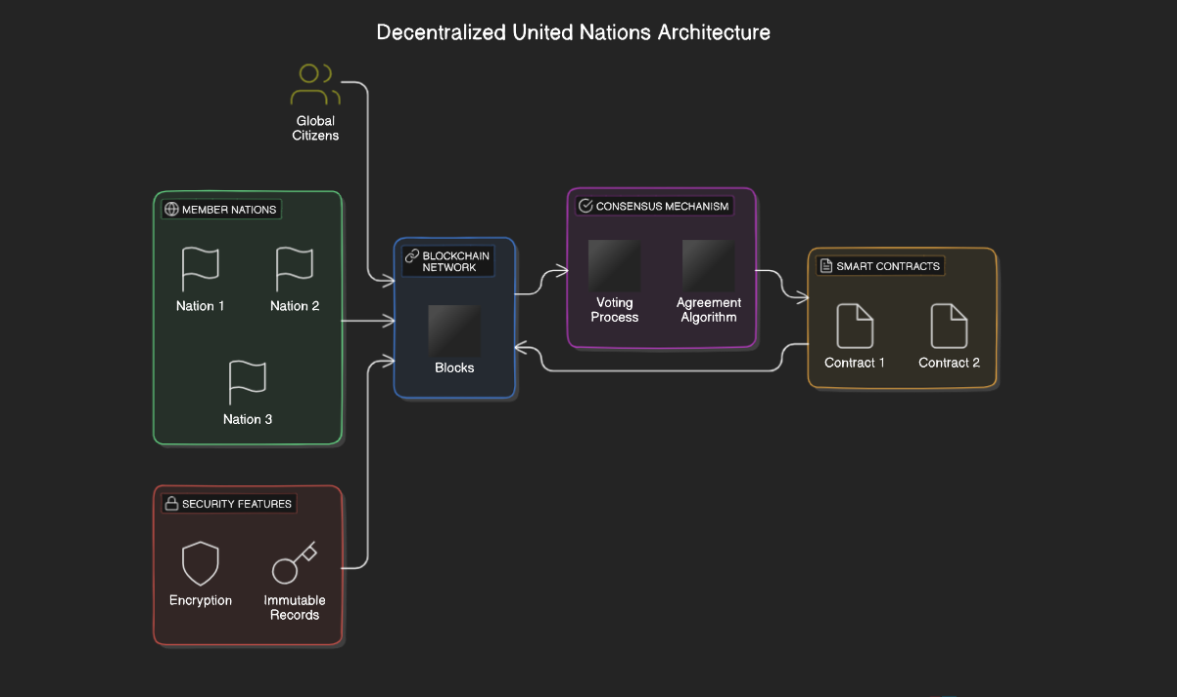 Decentralized United Nations Architecture
Global
Citizens
MEMBER NATIONS
Nation 1
Nation 2
Nation 3
SECURITY FEATURES
Encryption
Immutable
Records
BLOCKCHAIN
NETWORK
Blocks
CONSENSUS MECHANISM
Voting
Process
Agreement
Algorithm
SMART CONTRACTS
Contract 1
Contract 2